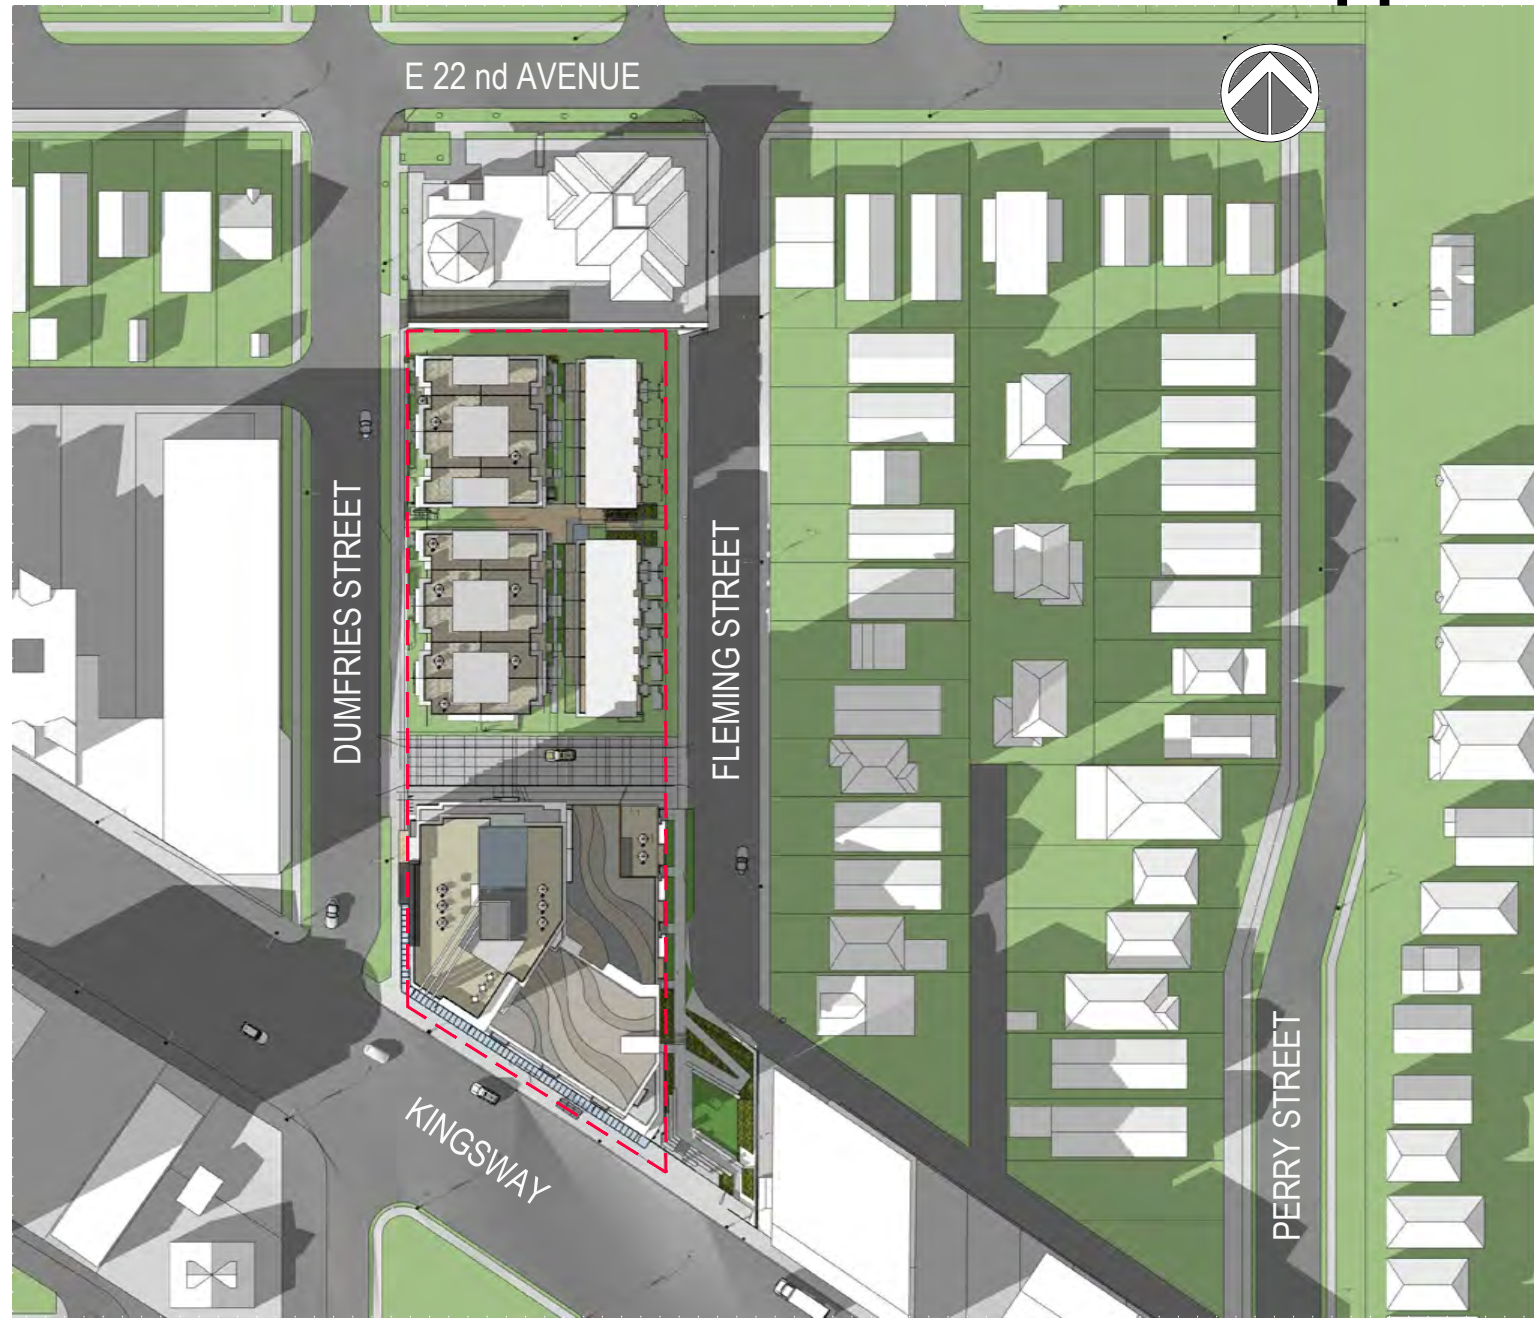 E 22 nd AVENUE
DUMFRIES STREET
FLEMING STREET
KINGSWAY
PERRY STREET